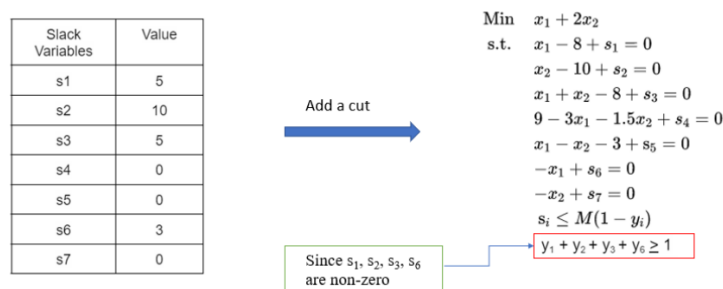 Slack Variables Value
s1 5
s2 10
s3 5
s4 0
s5 0
s6 3
s7 0
Add a cut
Since s₁, s₂, s₃, s₆
are non-zero
Min x₁ + 2x₂
s.t. x₁ − 8 + s₁ = 0
x₂ − 10 + s₂ = 0
x₁ + x₂ − 8 + s₃ = 0
9 − 3x₁ − 1.5x₂ + s₄ = 0
x₁ − x₂ − 3 + s₅ = 0
−x₁ + s₆ = 0
−x₂ + s₇ = 0
sᵢ ≤ M(1 − yᵢ)
y₁ + y₂ + y₃ + y₆ ≥ 1